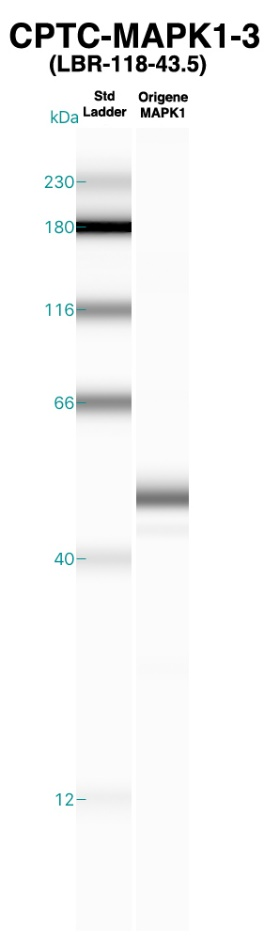 CPTC-MAPK1-3
(LBR-118-43.5)
Std Ladder
Origene MAPK1
kDa
230
180
116
66
40
12